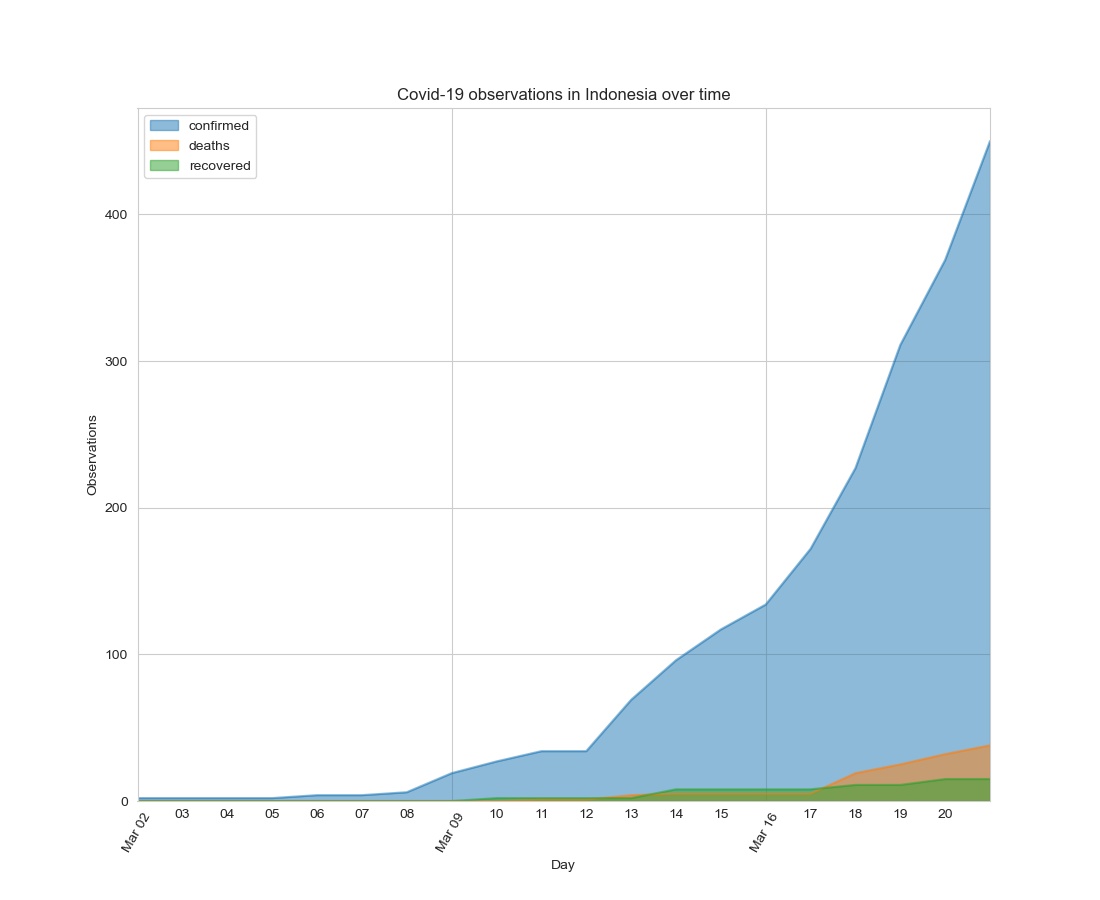 Covid-19 observations in Indonesia over time
confirmed
deaths
recovered
Observations
400
300
200
100
0
Mar 02 03 04 05 06 07 08 Mar 09 10 11 12 13 14 15 Mar 16 17 18 19 20
Day